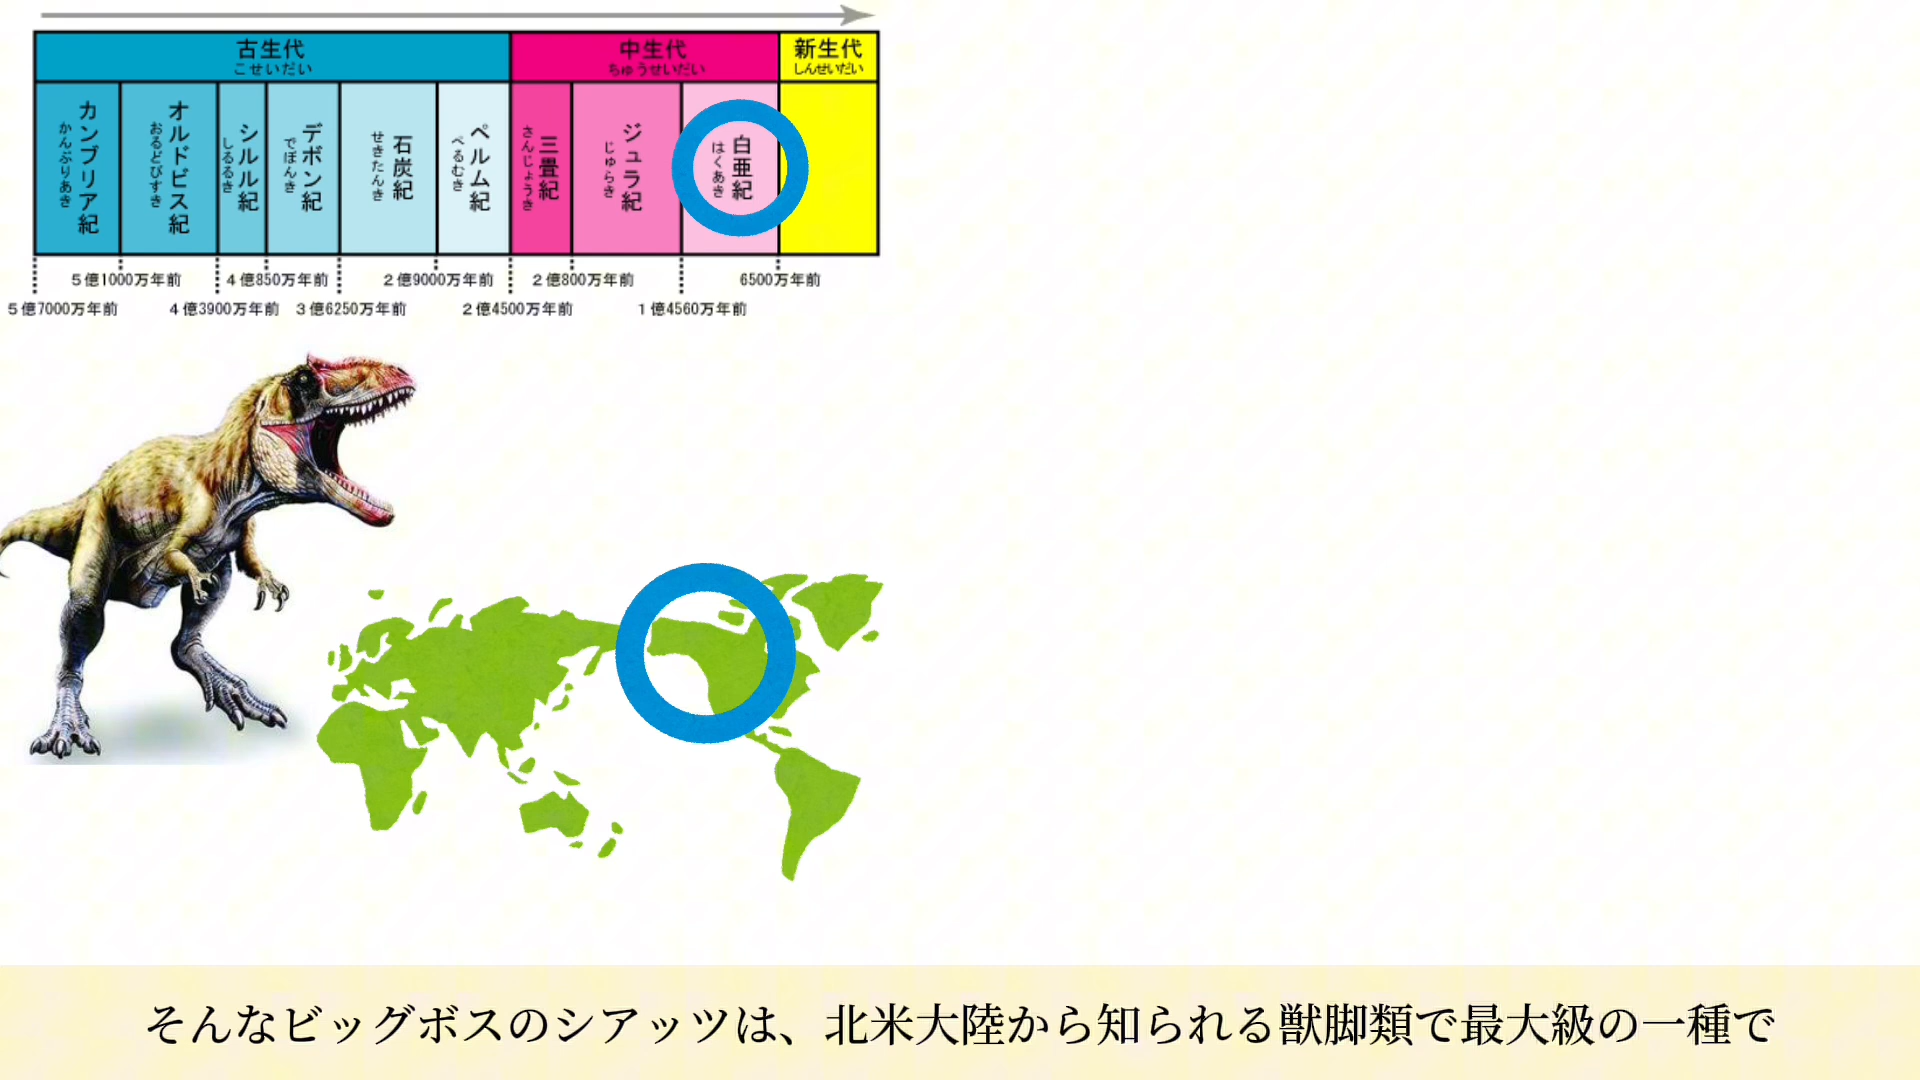 古生代
こせいだい
中生代
ちゅうせいだい
新生代
しんせいだい
カンブリア紀
かんぶりあき
オルドビス紀
おるどびすき
シルル紀
しるるき
デボン紀
でぼんき
石炭紀
せきたんき
ペルム紀
ぺるむき
三畳紀
さんじょうき
ジュラ紀
じゅらき
白亜紀
はくあき
5億1000万年前
4億850万年前
2億9000万年前
2億800万年前
6500万年前
5億7000万年前
4億3900万年前
3億6250万年前
2億4500万年前
1億4560万年前
そんなビッグボスのシアッツは、北米大陸から知られる獣脚類で最大級の一種で